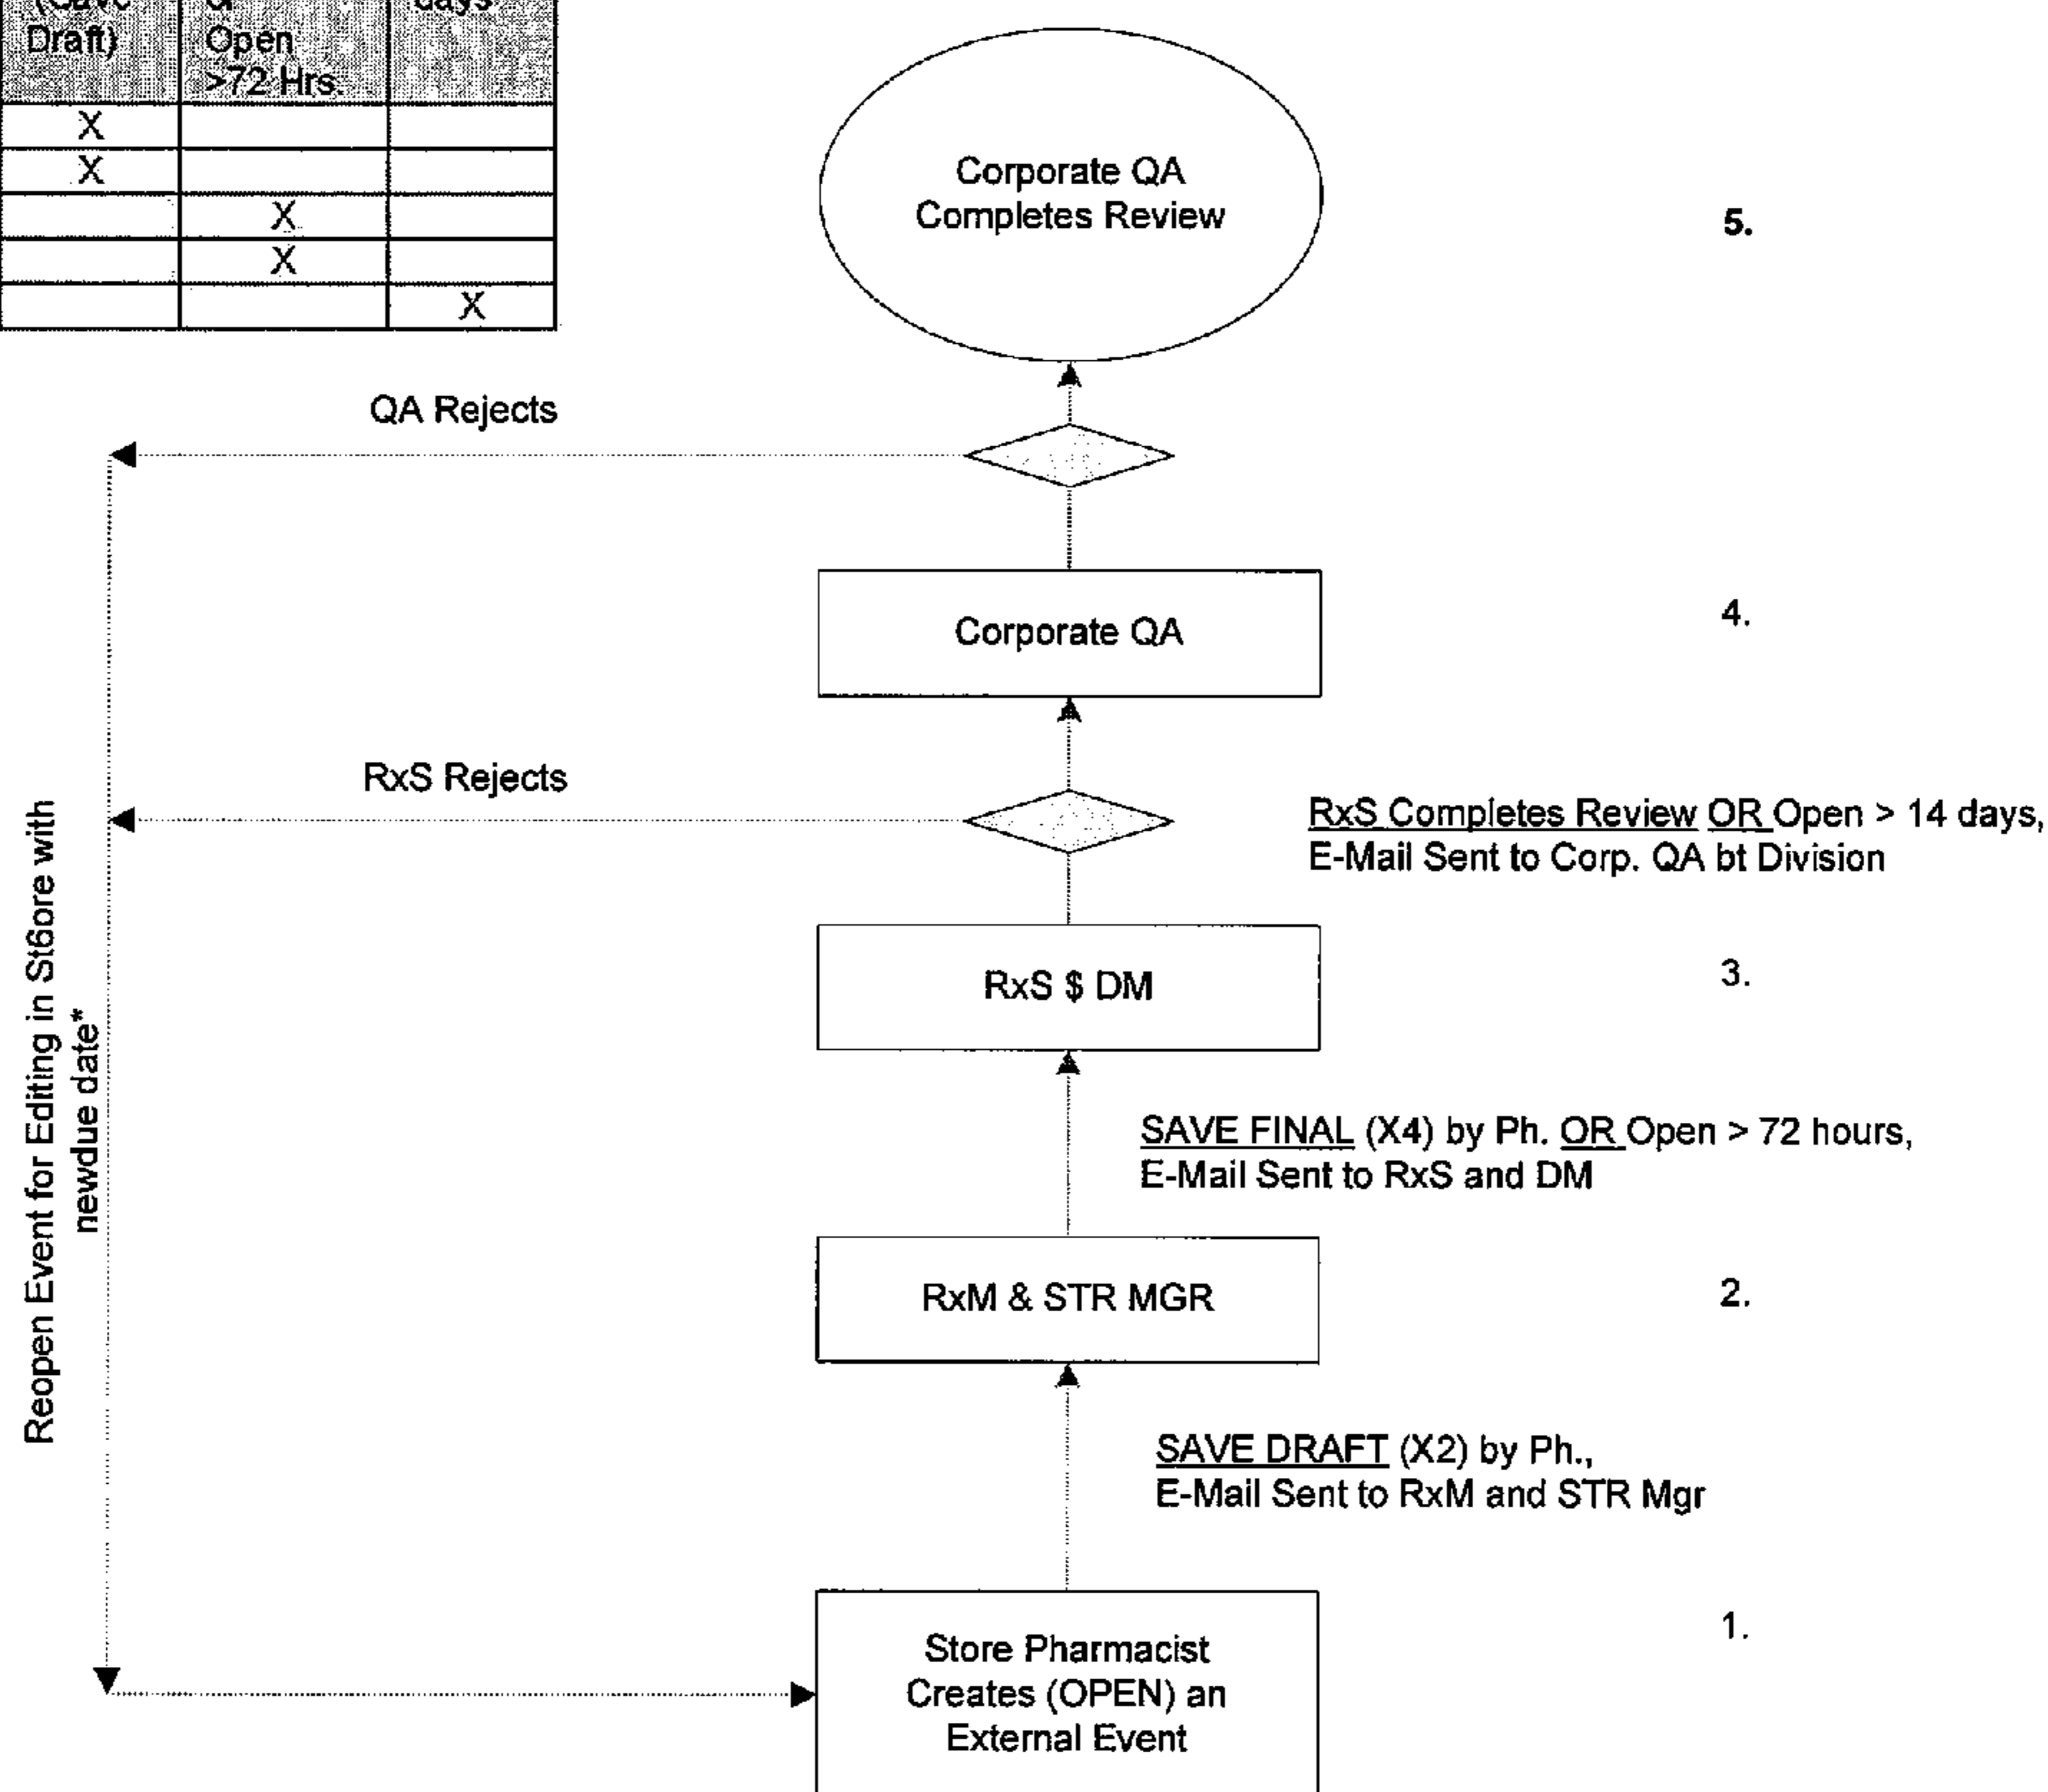 (Save
Draft)
or
Open
>72 Hrs.
days
X
X
X
X
X
Corporate QA
Completes Review
5.
QA Rejects
Corporate QA
4.
RxS Rejects
RxS Completes Review OR Open > 14 days,
E-Mail Sent to Corp. QA bt Division
RxS $ DM
3.
Reopen Event for Editing in St6ore with
newdue date*
SAVE FINAL (X4) by Ph. OR Open > 72 hours,
E-Mail Sent to RxS and DM
RxM & STR MGR
2.
SAVE DRAFT (X2) by Ph.,
E-Mail Sent to RxM and STR Mgr
Store Pharmacist
Creates (OPEN) an
External Event
1.